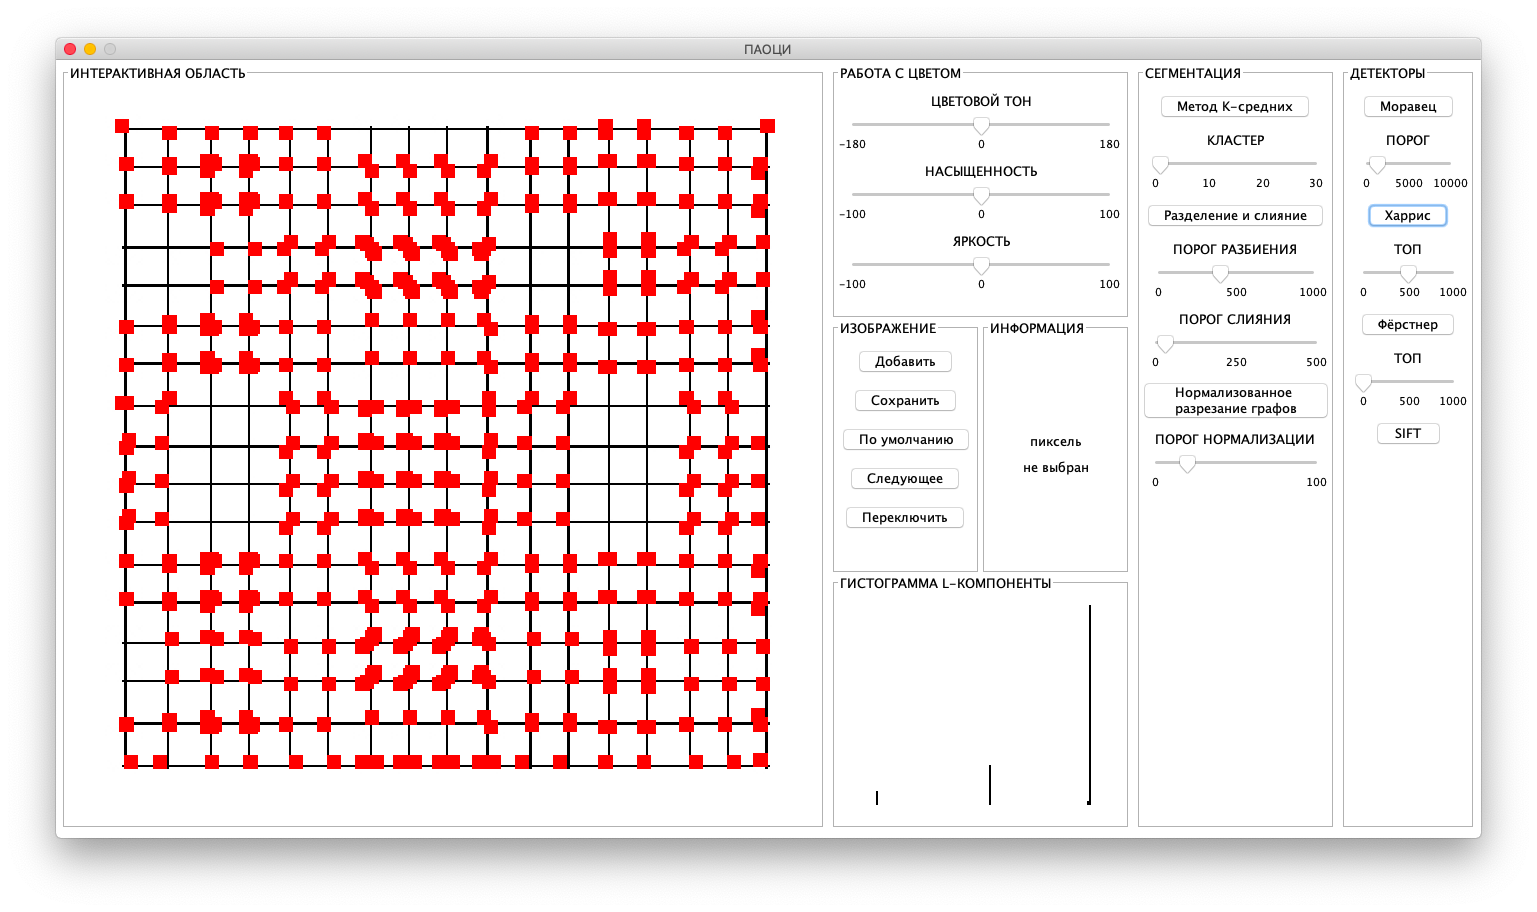 ПАОЦИ
ИНТЕРАКТИВНАЯ ОБЛАСТЬ
РАБОТА С ЦВЕТОМ
ЦВЕТОВОЙ ТОН
-180 0 180
НАСЫЩЕННОСТЬ
-100 0 100
ЯРКОСТЬ
-100 0 100
ИЗОБРАЖЕНИЕ
Добавить
Сохранить
По умолчанию
Следующее
Переключить
ИНФОРМАЦИЯ
пиксель
не выбран
ГИСТОГРАММА L-КОМПОНЕНТЫ
СЕГМЕНТАЦИЯ
Метод К-средних
КЛАСТЕР
0 10 20 30
Разделение и слияние
ПОРОГ РАЗБИЕНИЯ
0 500 1000
ПОРОГ СЛИЯНИЯ
0 250 500
Нормализованное
разрезание графов
ПОРОГ НОРМАЛИЗАЦИИ
0 100
ДЕТЕКТОРЫ
Моравец
ПОРОГ
0 5000 10000
Харрис
ТОП
0 500 1000
Фёрстнер
ТОП
0 500 1000
SIFT